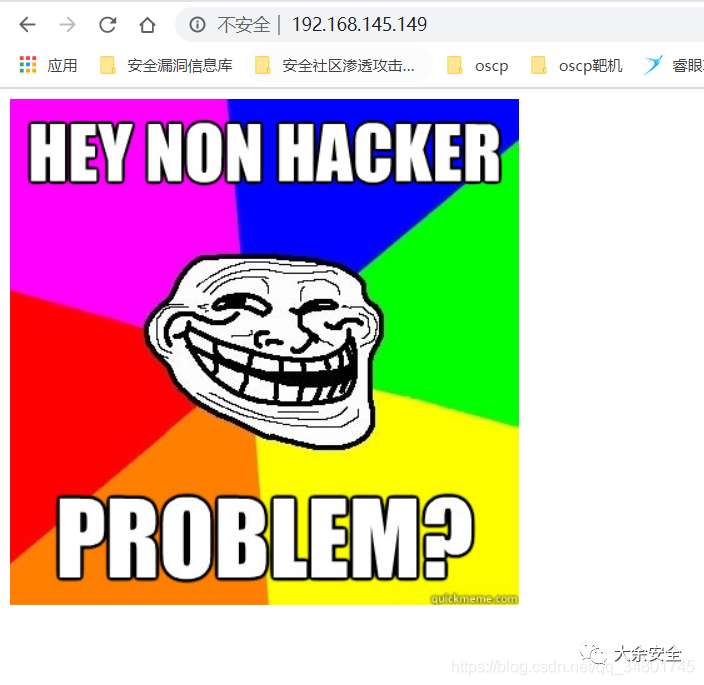 不安全 | 192.168.145.149
应用 安全漏洞信息库 安全社区渗透攻击... oscp oscp靶机 睿眼
HEY NON HACKER
PROBLEM?
quickmeme.com
大余安全
https://blog.csdn.net/qq_34801745